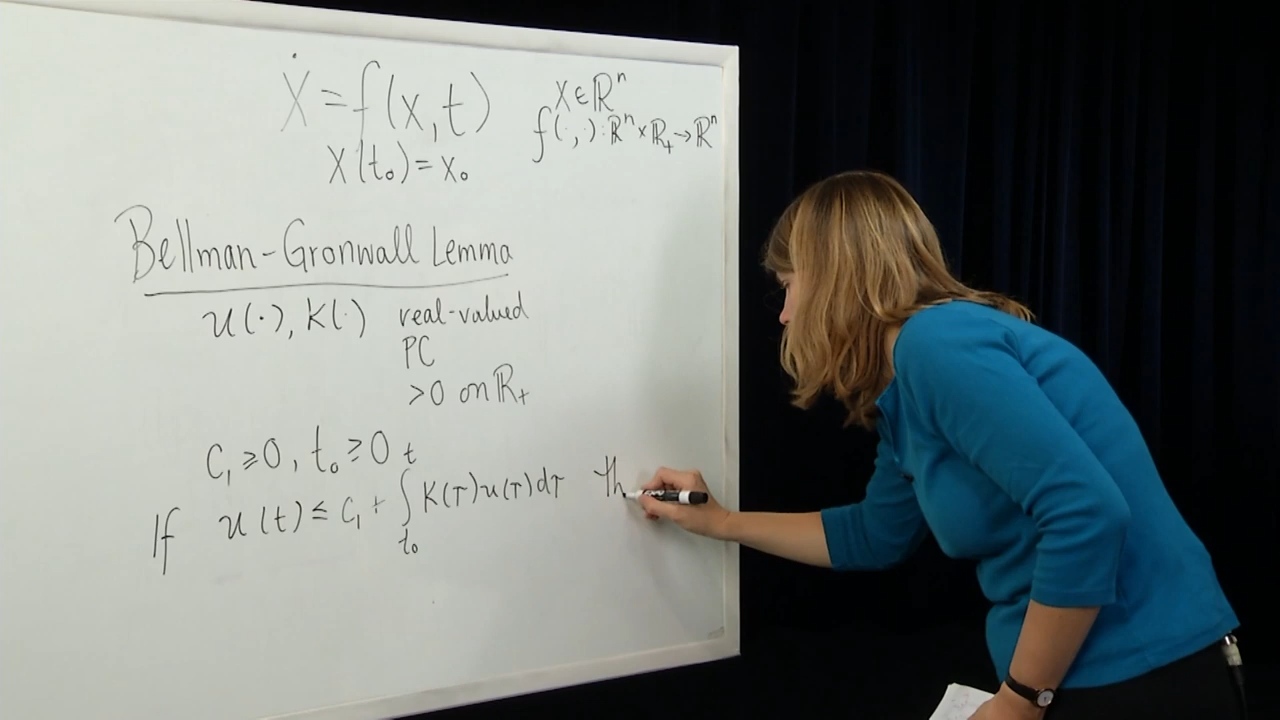 ẋ = f(x,t)
x ∈ ℝⁿ
f(·,·): ℝⁿ × ℝ₊ → ℝⁿ
x(t₀) = x₀
Bellman-Gronwall Lemma
u(·), k(·) real-valued
PC
>0 on ℝ₊
C₁ ≥ 0, t₀ ≥ 0
If u(t) ≤ C₁ + ∫_{t₀}^{t} k(τ)u(τ)dτ th